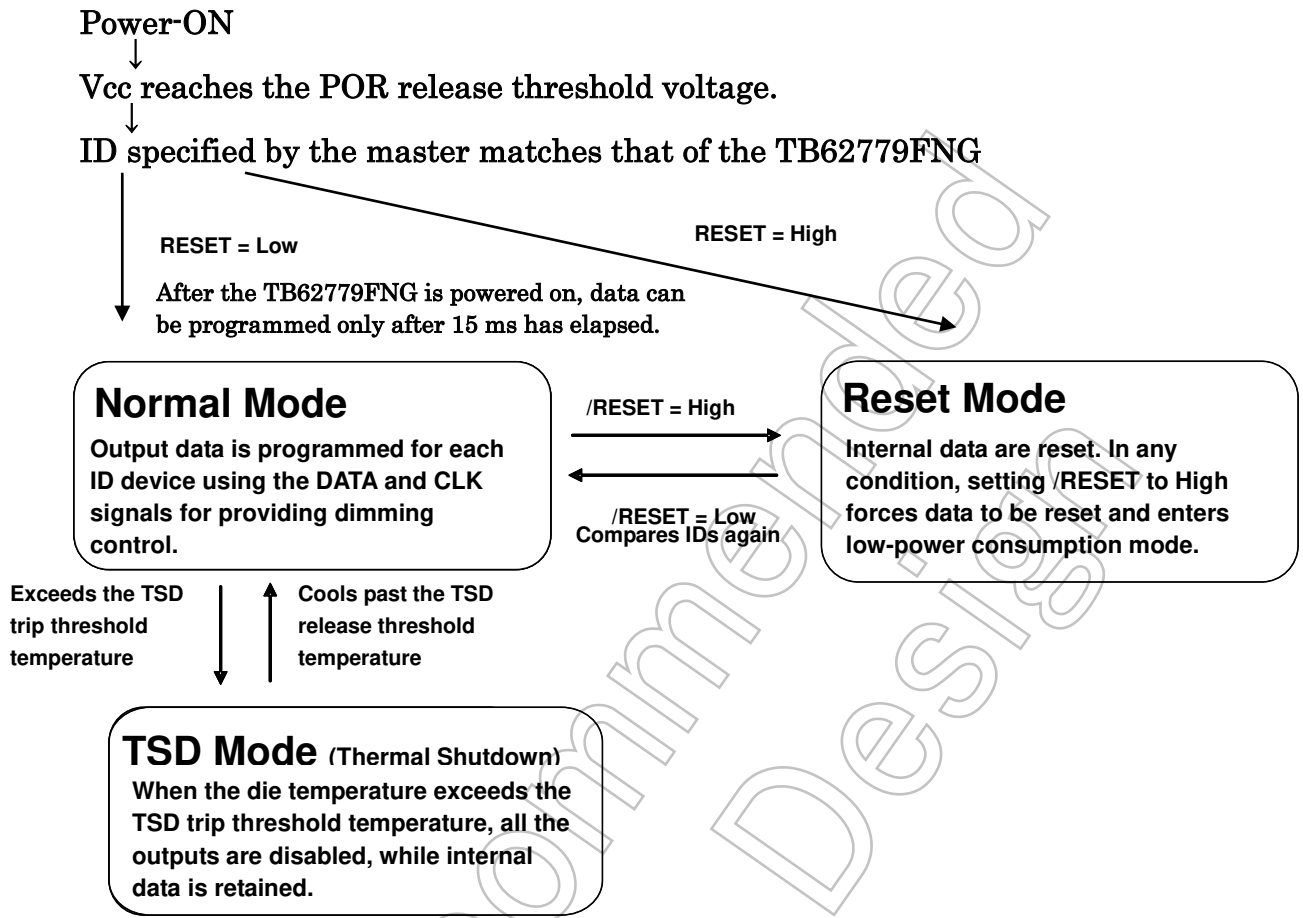 Power-ON
Vcc reaches the POR release threshold voltage.
ID specified by the master matches that of the TB62779FNG
RESET = Low
RESET = High
After the TB62779FNG is powered on, data can
be programmed only after 15 ms has elapsed.
Normal Mode
Output data is programmed for each
ID device using the DATA and CLK
signals for providing dimming
control.
/RESET = High
/RESET = Low
Compares IDs again
Reset Mode
Internal data are reset. In any
condition, setting /RESET to High
forces data to be reset and enters
low-power consumption mode.
Exceeds the TSD
trip threshold
temperature
Cools past the TSD
release threshold
temperature
TSD Mode (Thermal Shutdown)
When the die temperature exceeds the
TSD trip threshold temperature, all the
outputs are disabled, while internal
data is retained.
ommended
Design